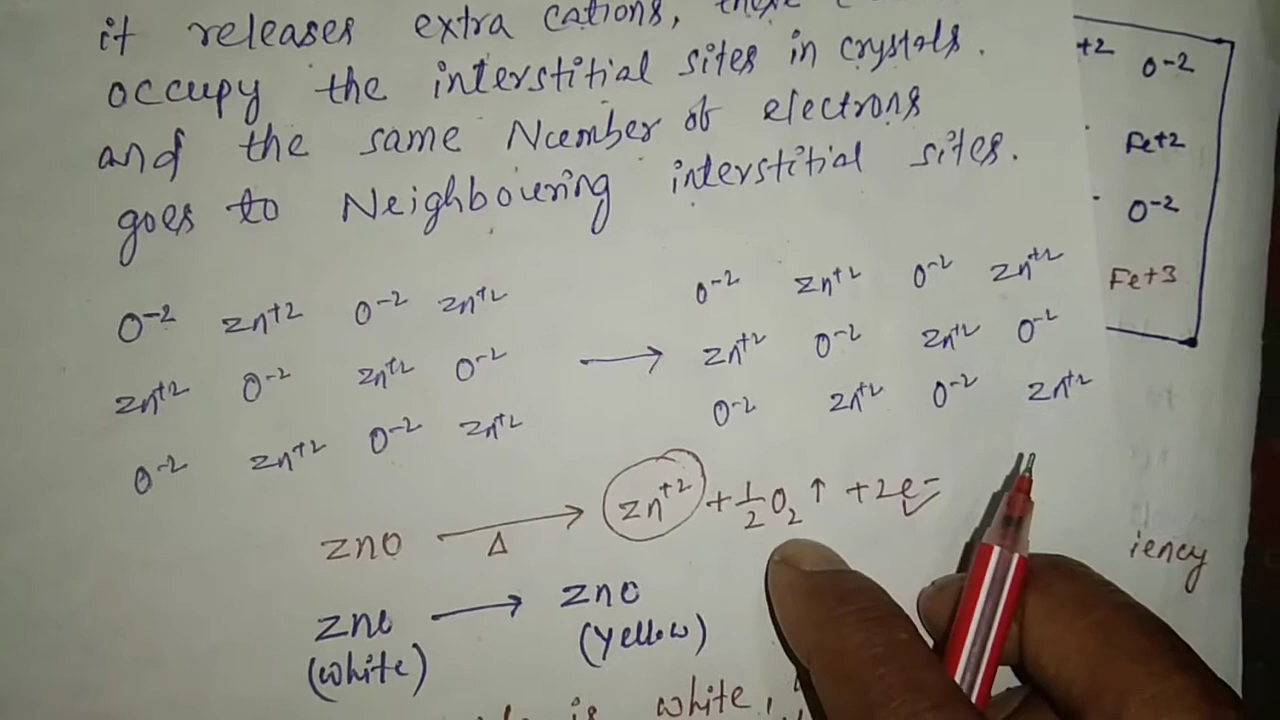 it releases extra cations, these
occupy the interstitial sites in crystals.
and the same Number of electrons
goes to Neighbouring interstitial sites.
O-2 Zn+2 O-2 Zn+2
Zn+2 O-2 Zn+2 O-2
O-2 Zn+2 O-2 Zn+2
→
O-2 Zn+2 O-2 Zn+2
Zn+2 O-2 Zn+2 O-2
O-2 Zn+2 O-2 Zn+2
ZnO →Δ Zn+2 + 1/2 O2 ↑ + 2e-
ZnO → ZnO
(White) (Yellow)
is white,
+2 O-2
Fe+2
O-2
Fe+3
iency